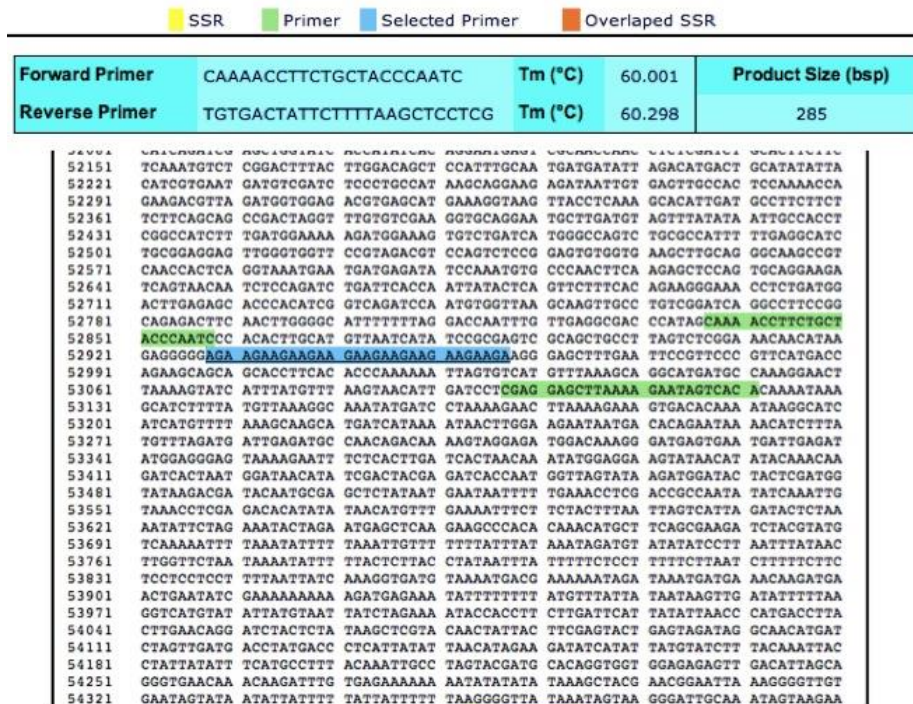 SSR Primer Selected Primer Overlaped SSR
Forward Primer CAAAACCTTCTGCTACCCAATC Tm (°C) 60.001 Product Size (bsp)
Reverse Primer TGTGACTATTCTTTTAAGCTCCTCG Tm (°C) 60.298 285
52151 TCAAATGTCT CGGACTTTAC TTGGACAGCT CCATTTGCAA TGATGATATT AGACATGACT GCATATATTA
52221 CATCGTGAAT GATGTCGATC TCCCTGCCAT AAGCAGGAAG AGATAATTGT GAGTTGCCAC TCCAAAACCA
52291 GAAGACGTTA GATGGTGGAG ACGTGAGCAT GAAAGGTAAG TTACCTCAAA GCACATTGAT GCCTTCTTCT
52361 TCTTCAGCAG CCGACTAGGT TTGTGTCGAA GGTGCAGGAA TGCTTGATGT AGTTTATATA ATTGCCACCT
52431 CGGCCATCTT TGATGGAAAA AGATGGAAAG TGTCTGATCA TGGGCCAGTC TGCGCCATTT TTGAGGCATC
52501 TGCGGAGGAG TTGGGTGGTT CCGTAGACGT CCAGTCTCCG GAGTGTGGTG AAGCTTGCAG GGCAAGCCGT
52571 CAACCACTCA GGTAAATGAA TGATGAGATA TCCAAATGTG CCCAACTTCA AGAGCTCCAG TGCAGGAAGA
52641 TCAGTAACAA TCTCCAGATC TGATTCACCA ATTATACTCA GTTCTTTCAC AGAAGGGAAA CCTCTGATGG
52711 ACTTGAGAGC ACCCACATCG GTCAGATCCA ATGTGGTTAA GCAAGTTGCC TGTCGGATCA GGCCTTCCGG
52781 CAGAGACTTC AACTTGGGGC ATTTTTTTAG GACCAATTTG TTGAGGCGAC CCATAGCAAA ACCTTCTGCT
52851 ACCCAATCCC ACACTTGCAT GTTAATCATA TCCGCGAGTC GCAGCTGCCT TAGTCTCGGA AACAACATAA
52921 GAGGGGGAGA AGAAGAAGAA GAAGAAGAAG AAGAAGAAGG GAGCTTTGAA TTCCGTTCCC GTTCATGACC
52991 AGAAGCAGCA GCACCTTCAC ACCCAAAAAA TTAGTGTCAT GTTTAAAGCA GGCATGATGC CAAAGGAACT
53061 TAAAAGTATC ATTTATGTTT AAGTAACATT GATCCTCGAG GAGCTTAAAA GAATAGTCAC ACAAAATAAA
53131 GCATCTTTTA TGTTAAAGGC AAATATGATC CTAAAAGAAC TTAAAAGAAA GTGACACAAA ATAAGGCATC
53201 ATCATGTTTT AAAGCAAGCA TGATCATAAA ATAACTTGGA AGAATAATGA CACAGAATAA AACATCTTTA
53271 TGTTTAGATG ATTGAGATGC CAACAGACAA AAGTAGGAGA TGGACAAAGG GATGAGTGAA TGATTGAGAT
53341 ATGGAGGGAG TAAAAGAATT TCTCACTTGA TCACTAACAA AATATGGAGG AAGTATAACA TATACAAACAA
53411 GATCACTAAT GGATAACATA TCGACTACGA GATCACCAAT GGTTAGTATA AGATGGATAC TACTCGATGG
53481 TATAAGACGA TACAATGCGA GCTCTATAAT GAATAATTTT TGAAACCTCG ACCGCCAATA TATCAAATTG
53551 TAAACCTCGA GACACATATA TAACATGTTT GAAAATTTCT TCTACTTTAA TTAGTCATTA GATACTCTAA
53621 AATATTCTAG AAATACTAGA ATGAGCTCAA GAAGCCCACA CAAACATGCT TCAGCGAAGA TCTACGTATG
53691 TCAAAAATTT TAAATATTTT TAAATTGTTT TTTTATTTAT AAATAGATGT ATATATCCTT AATTTATAAC
53761 TTGGTTCTAA TAAAATATTT TTACTCTTAC CTATAATTTA TTTTTCTCCT TTTTCTTAAT CTTTTTCTTC
53831 TCCTCCTCCT TTTAATTATC AAAGGTGATG TAAAATGACG AAAAAATAGA TAAATGATGA AACAAGATGA
53901 ACTGAATATC GAAAAAAAAA AGATGAGAAA TATTTTTTTT ATGTTTATTA TAATAAGTTG ATATTTTTAA
53971 GGTCATGTAT ATTATGTAAT TATCTAGAAA ATACCACCTT CTTGATTCAT TATATTAACC CATGACCTTA
54041 CTTGAACAGG ATCTACTCTA TAAGCTCGTA CAACTATTAC TTCGAGTACT GAGTAGATAG GCAACATGAT
54111 CTAGTTGATG ACCTATGACC CTCATTATAT TAACATAGAA GATATCATAT TATGTATCTT TACAAATTAC
54181 CTATTATATT TCATGCCTTT ACAAATTGCC TAGTACGATG CACAGGTGGT GGAGAGAGTT GACATTAGCA
54251 GGGTGAACAA ACAAGATTTG TGAGAAAAAA AATATATATA TAAAGCTACG AACGGAATTA AAGGGGTTGT
54321 GAATAGTATA AATATTATTTT TATTATTTTT TAAGGGGTTA TAAATAGTAA GGGATTGCAA ATAGTAAGAA